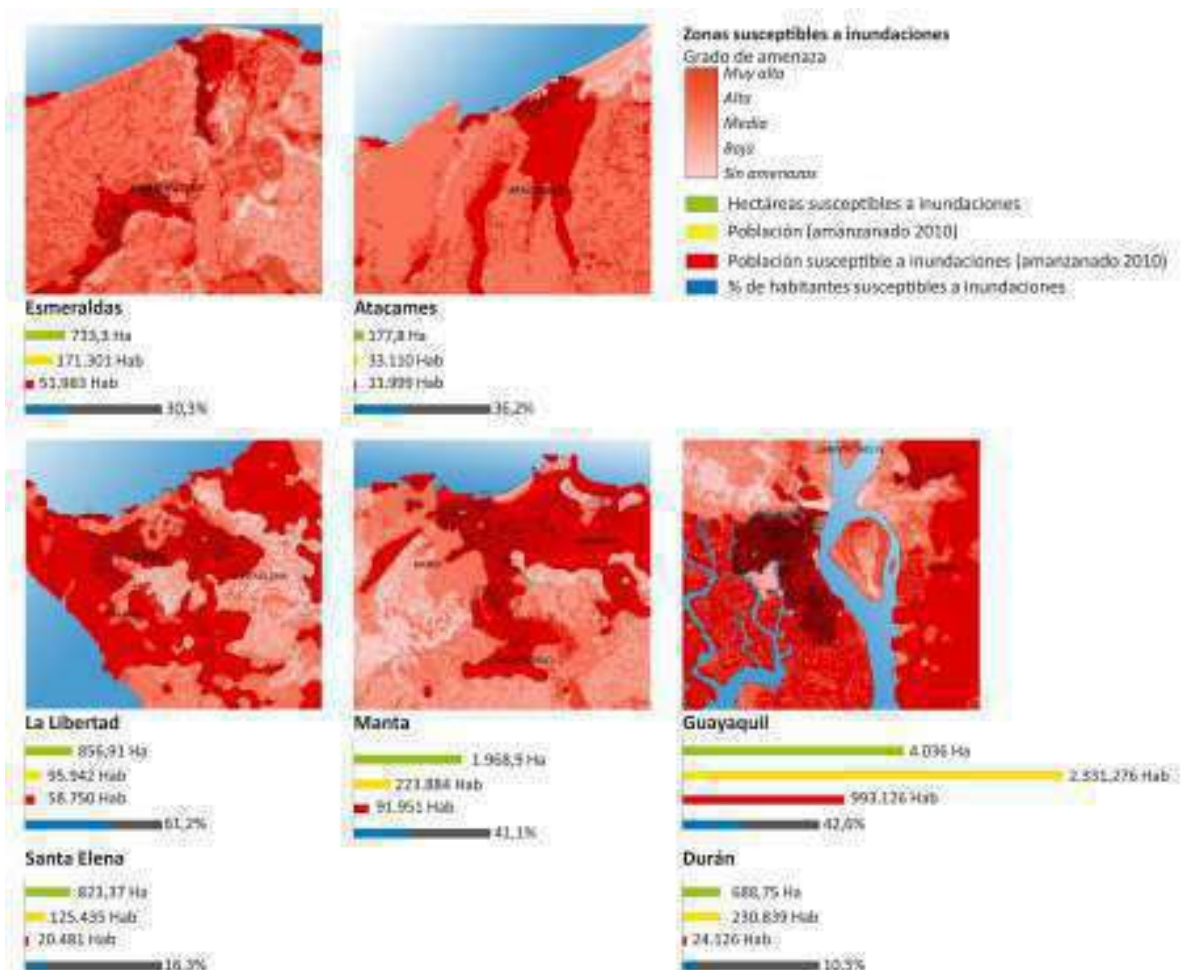 Zonas susceptibles a inundaciones
Grado de amenaza
Muy alta
Alta
Media
Baja
Sin amenazas
Hectáreas susceptibles a inundaciones
Población (amanzanado 2010)
Población susceptible a inundaciones (amanzanado 2010)
% de habitantes susceptibles a inundaciones
Esmeraldas
171.301 Hab
51.983 Hab
30,3%
Atacames
177,8 Ha
33.110 Hab
11.999 Hab
36,2%
La Libertad
856,91 Ha
95.942 Hab
58.750 Hab
61,2%
Manta
1.968,9 Ha
223.884 Hab
91.951 Hab
41,1%
Guayaquil
4.036 Ha
2.331,276 Hab
993.126 Hab
42,6%
Santa Elena
821,37 Ha
125.435 Hab
20.481 Hab
16,3%
Durán
688,75 Ha
230.839 Hab
24.126 Hab
10,5%